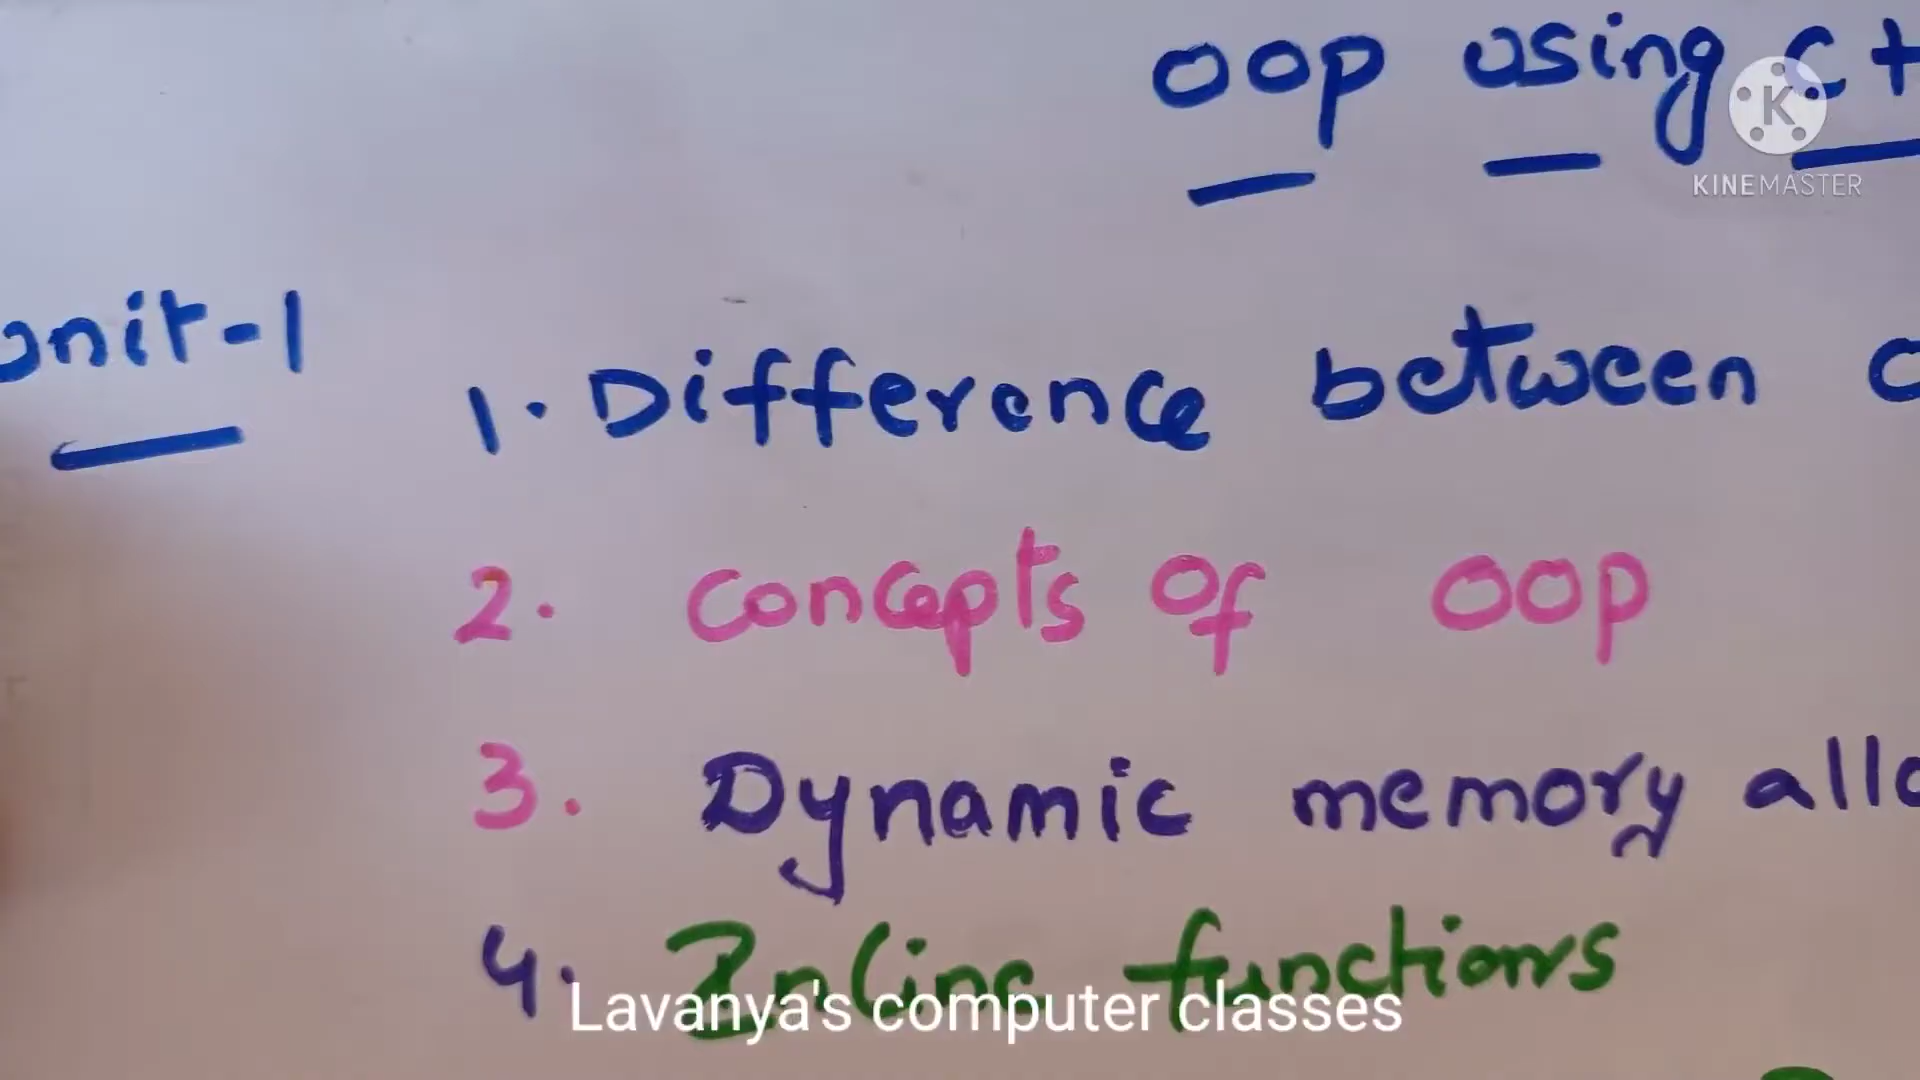 OOP using C+
K
KINEMASTER
unit-1
1. Difference between
2. Concepts of OOP
3. Dynamic memory allo
4. Inline functions
Lavanya's computer classes